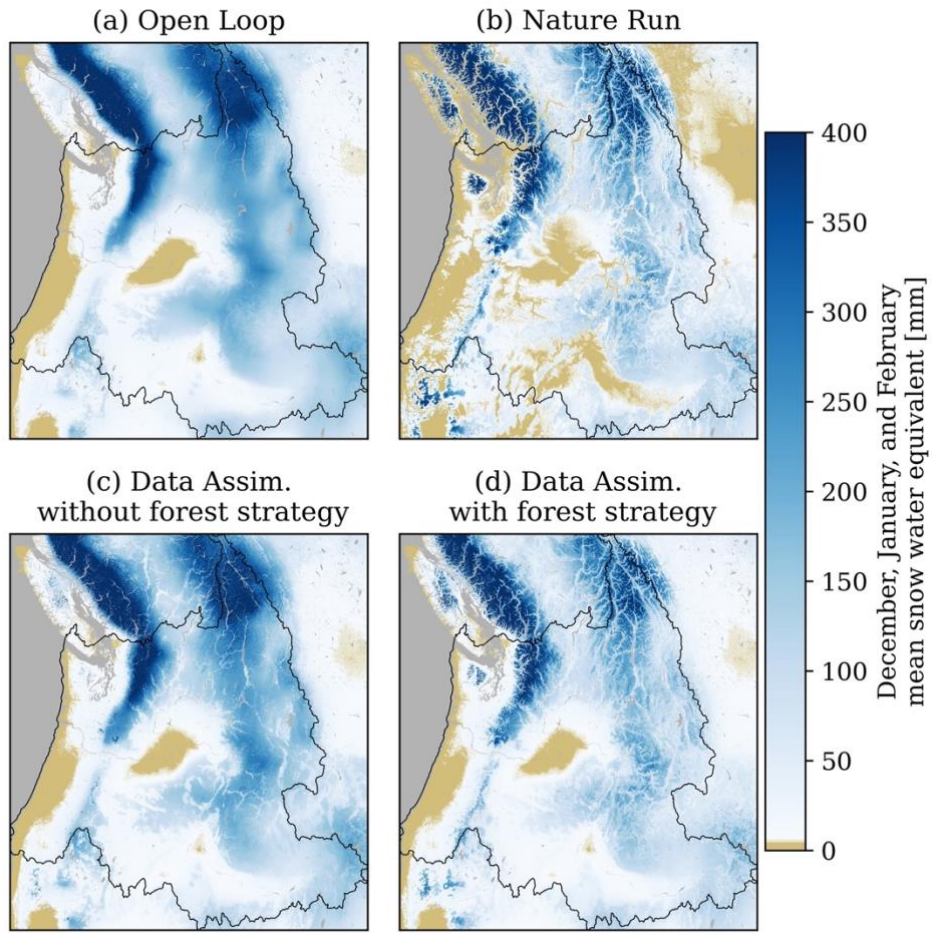 (a) Open Loop
(b) Nature Run
(c) Data Assim.
without forest strategy
(d) Data Assim.
with forest strategy
400
350
300
250
200
150
100
50
0
December, January, and February
mean snow water equivalent [mm]